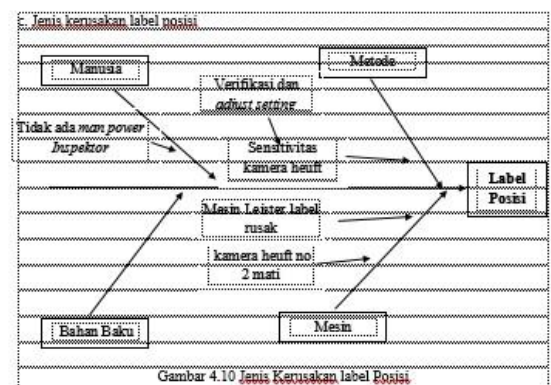 c. Jenis kerusakan label posisi
Manusia
Metode
Verifikasi dan
adjust setting
Tidak ada man power
Inspektor
Sensitivitas
kamera heuft
Label
Posisi
Mesin Leister label
rusak
kamera heuft no
2 mati
Bahan Baku
Mesin
Gambar 4.10 Jenis Kerusakan label Posisi